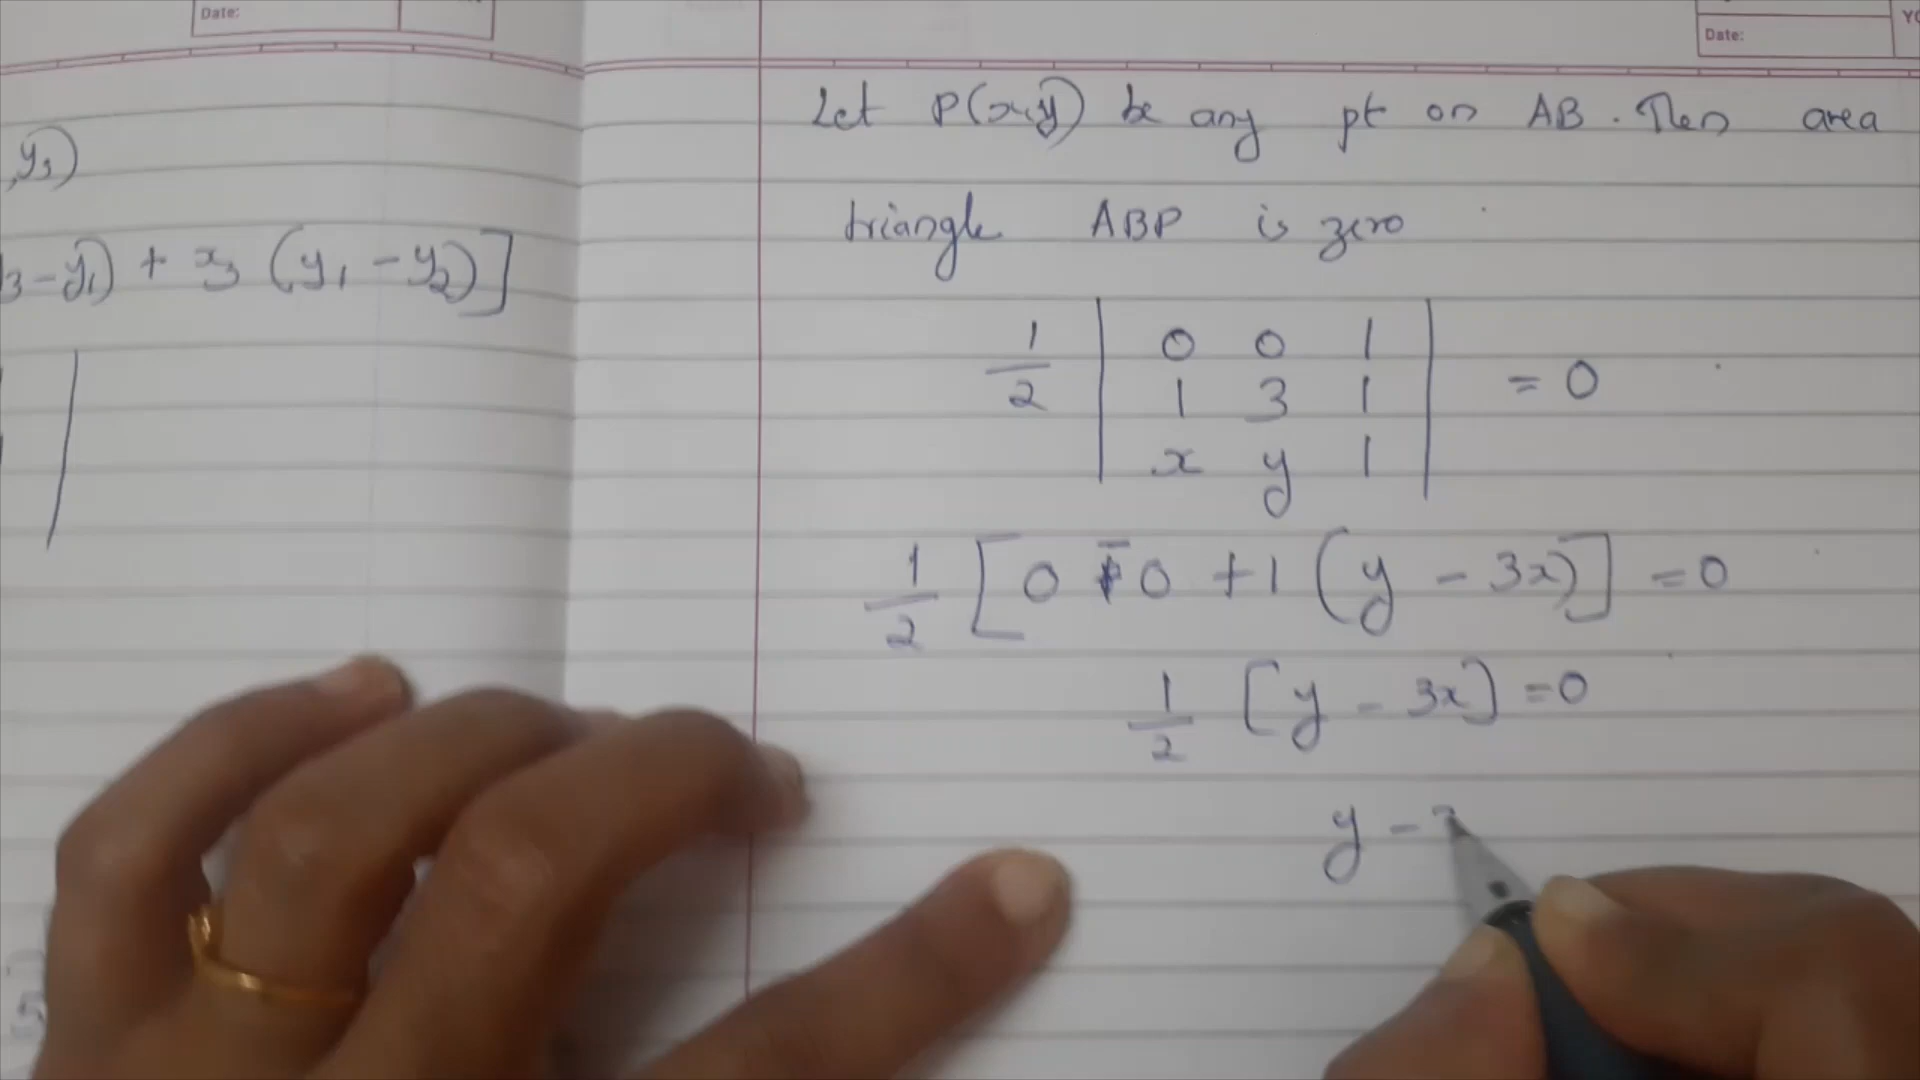 Date:
, y3)
3 - y1) + x3 (y1 - y2)]
Date:
Let P(x,y) be any pt on AB. Then area
triangle ABP is zero
1/2 | 0 0 1 |
| 1 3 1 | = 0
| x y 1 |
1/2 [0 - 0 + 1 (y - 3x)] = 0
1/2 [y - 3x] = 0
y -